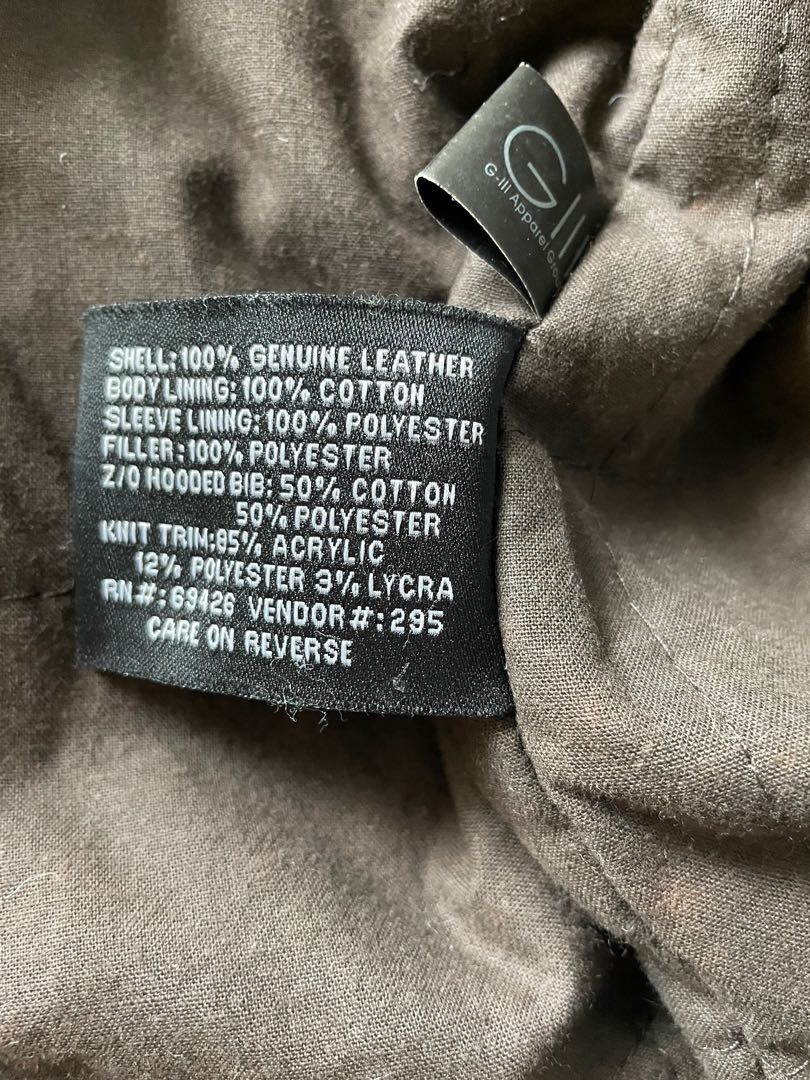 GIII
G-III Apparel Gro
SHELL: 100% GENUINE LEATHER
BODY LINING: 100% COTTON
SLEEVE LINING: 100% POLYESTER
FILLER: 100% POLYESTER
Z/O HOODED BIB: 50% COTTON
50% POLYESTER
KNIT TRIM: 85% ACRYLIC
12% POLYESTER 3% LYCRA
RN#: 69426 VENDOR#: 295
CARE ON REVERSE